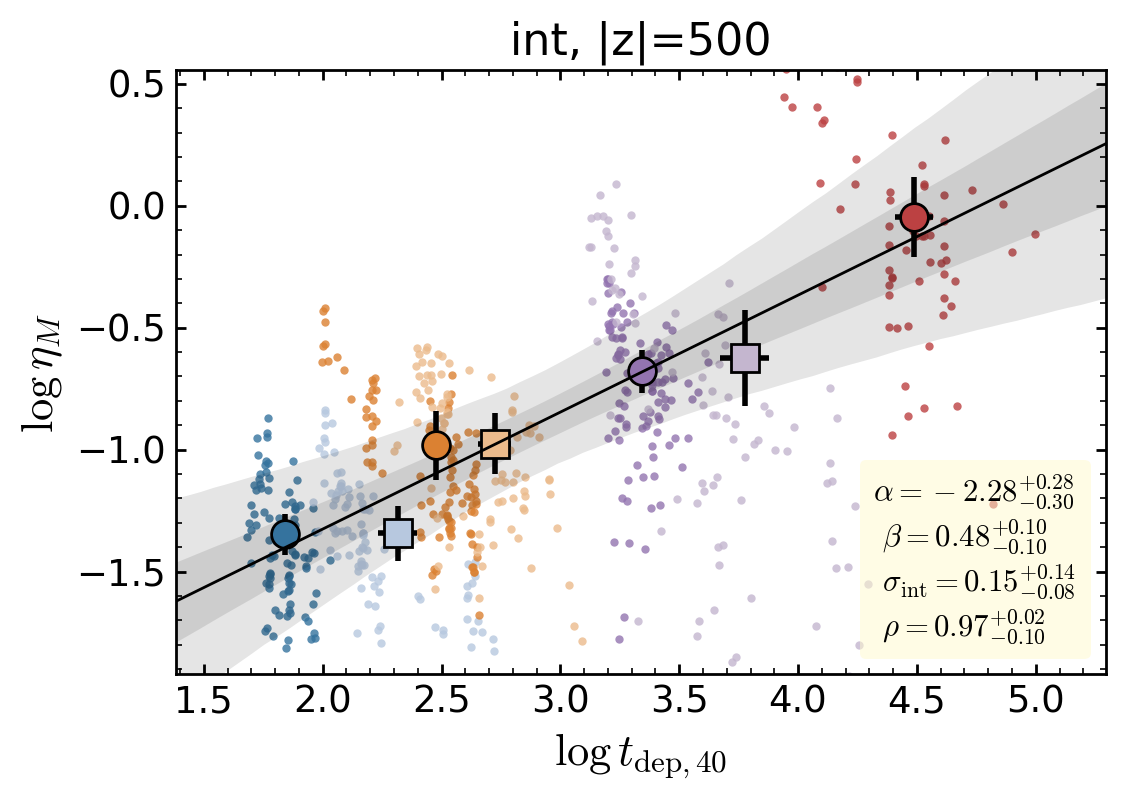 int, |z|=500
log η_M
0.5
0.0
−0.5
−1.0
−1.5
α = −2.28^{+0.28}_{−0.30}
β = 0.48^{+0.10}_{−0.10}
σ_int = 0.15^{+0.14}_{−0.08}
ρ = 0.97^{+0.02}_{−0.10}
1.5 2.0 2.5 3.0 3.5 4.0 4.5 5.0
log t_{dep, 40}